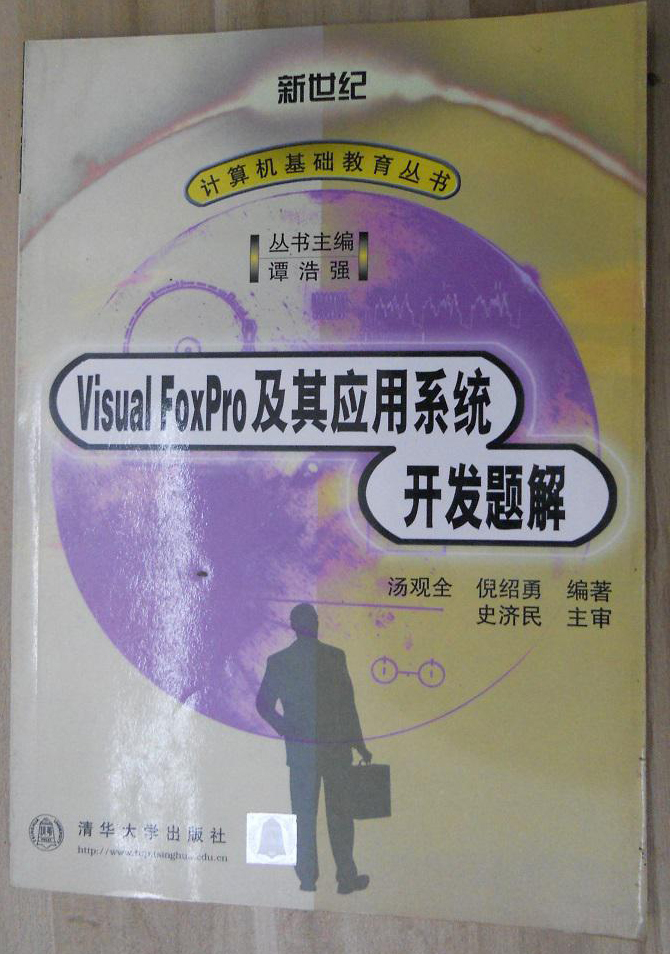 新世纪
计算机基础教育丛书
丛书主编
谭浩强
Visual FoxPro及其应用系统
开发题解
汤观全 倪绍勇 编著
史济民 主审
清华大学出版社